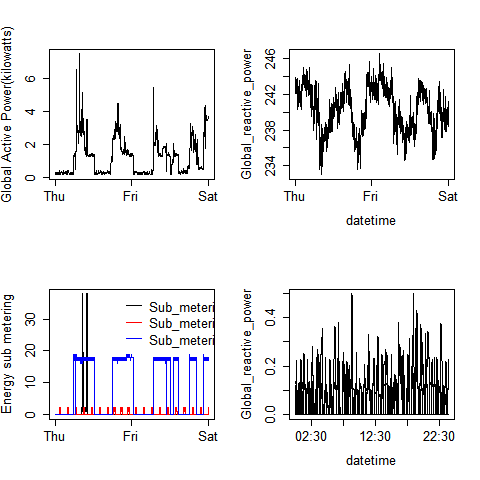 Global Active Power(kilowatts)
0 2 4 6
Thu Fri Sat
Global_reactive_power
234 238 242 246
Thu Fri Sat
datetime
Energy sub metering
0 10 20 30
Thu Fri Sat
Sub_meteri
Sub_meteri
Sub_meteri
Global_reactive_power
0.0 0.2 0.4
02:30 12:30 22:30
datetime